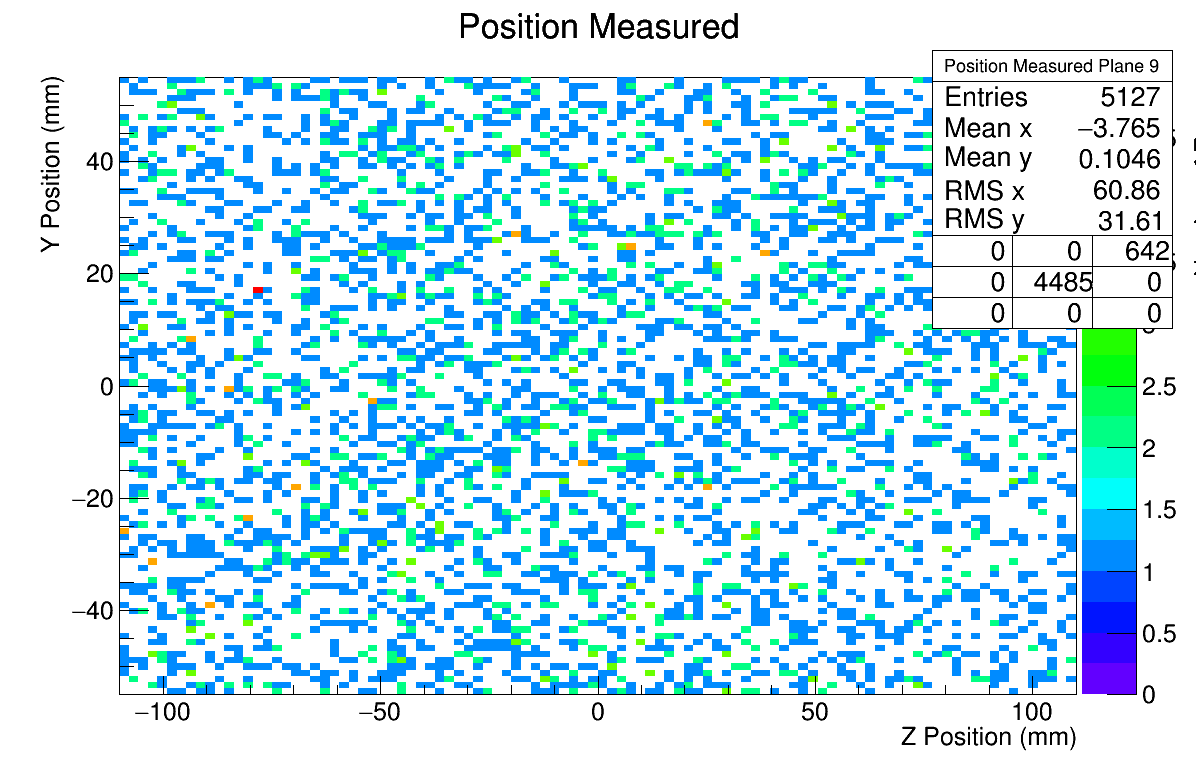 Position Measured
Position Measured Plane 9
Entries 5127
Mean x −3.765
Mean y 0.1046
RMS x 60.86
RMS y 31.61
0 0 642
0 4485 0
0 0 0
Y Position (mm)
40
20
0
−20
−40
−100 −50 0 50 100
Z Position (mm)
2.5
2
1.5
1
0.5
0